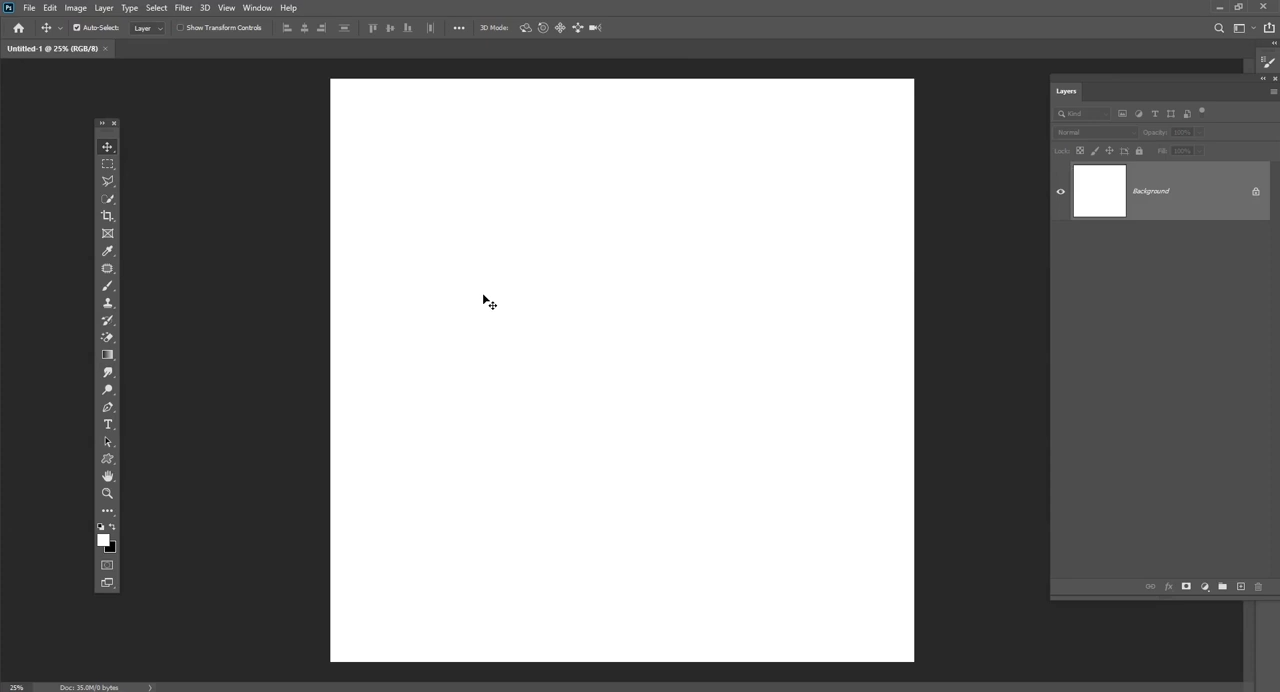 Ps File Edit Image Layer Type Select Filter 3D View Window Help
Auto-Select: Layer Show Transform Controls 3D Mode:
Untitled-1 @ 25% (RGB/8) ×
Layers
Kind
Normal Opacity: 100%
Lock: Fill: 100%
Background
fx
25% Doc: 35.0M/0 bytes